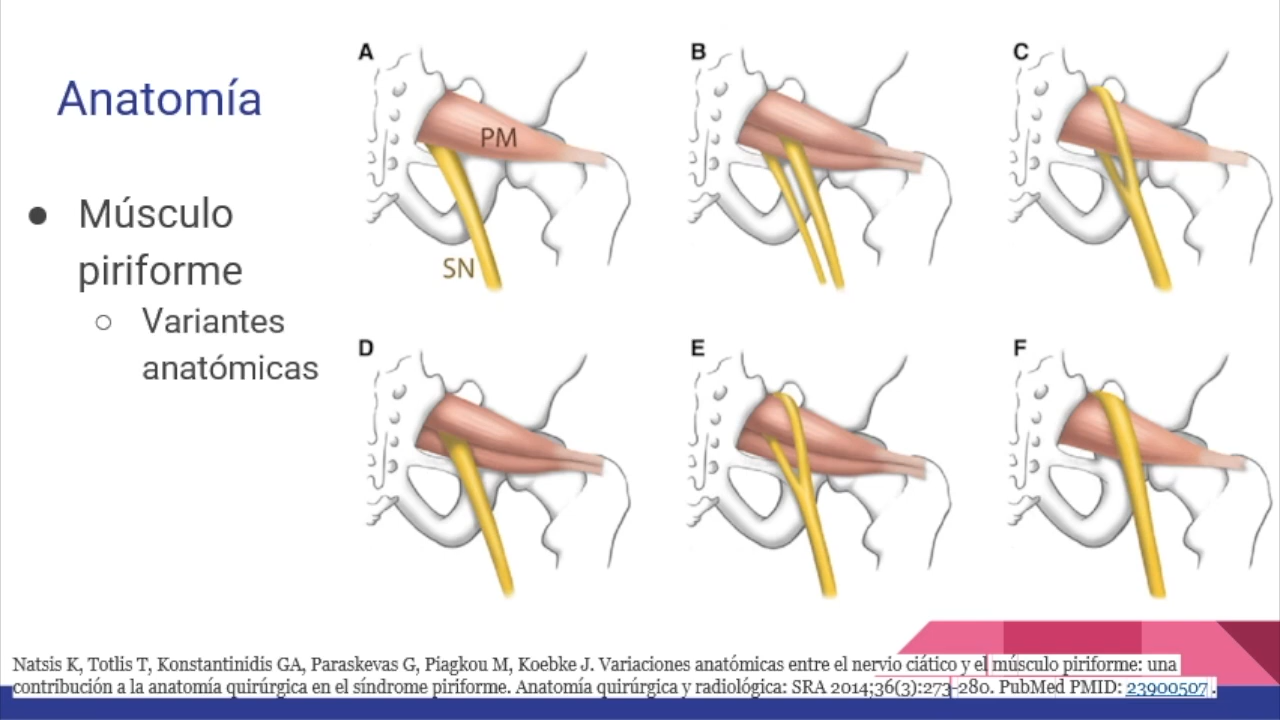 Anatomía
● Músculo
piriforme
○ Variantes
anatómicas
A
B
C
PM
SN
D
E
F
Natsis K, Totlis T, Konstantinidis GA, Paraskevas G, Piagkou M, Koebke J. Variaciones anatómicas entre el nervio ciático y el músculo piriforme: una
contribución a la anatomía quirúrgica en el síndrome piriforme. Anatomía quirúrgica y radiológica: SRA 2014;36(3):273-280. PubMed PMID: 23900507 .